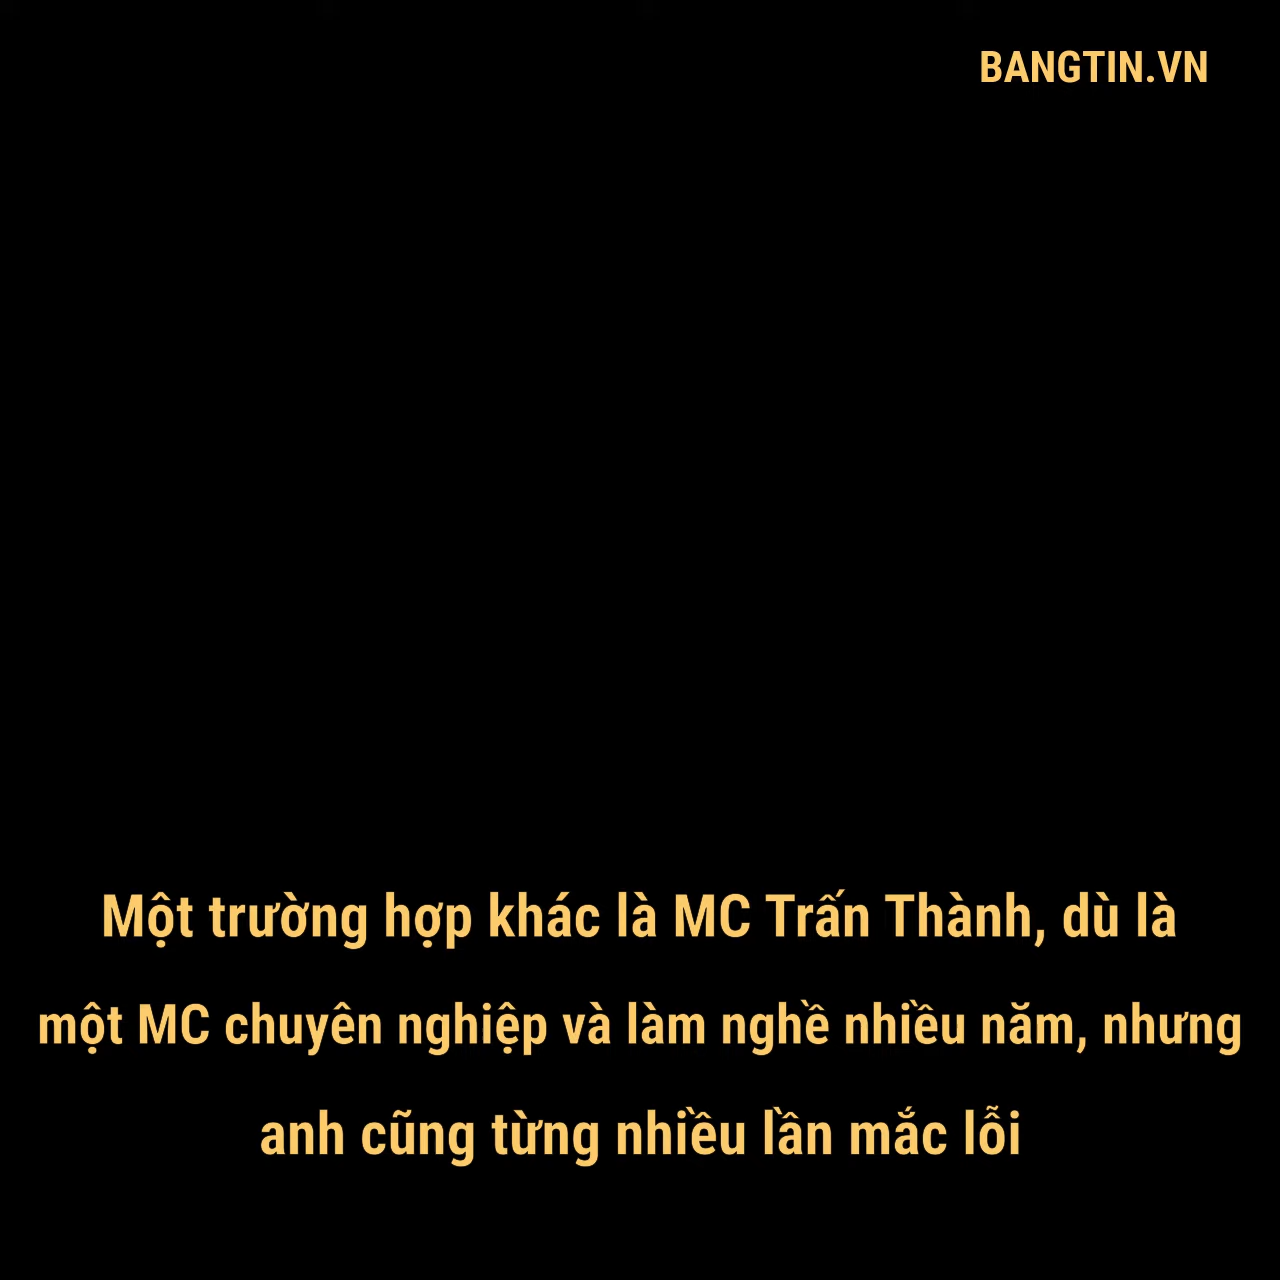 BANGTIN.VN
Một trường hợp khác là MC Trấn Thành, dù là
một MC chuyên nghiệp và làm nghề nhiều năm, nhưng
anh cũng từng nhiều lần mắc lỗi